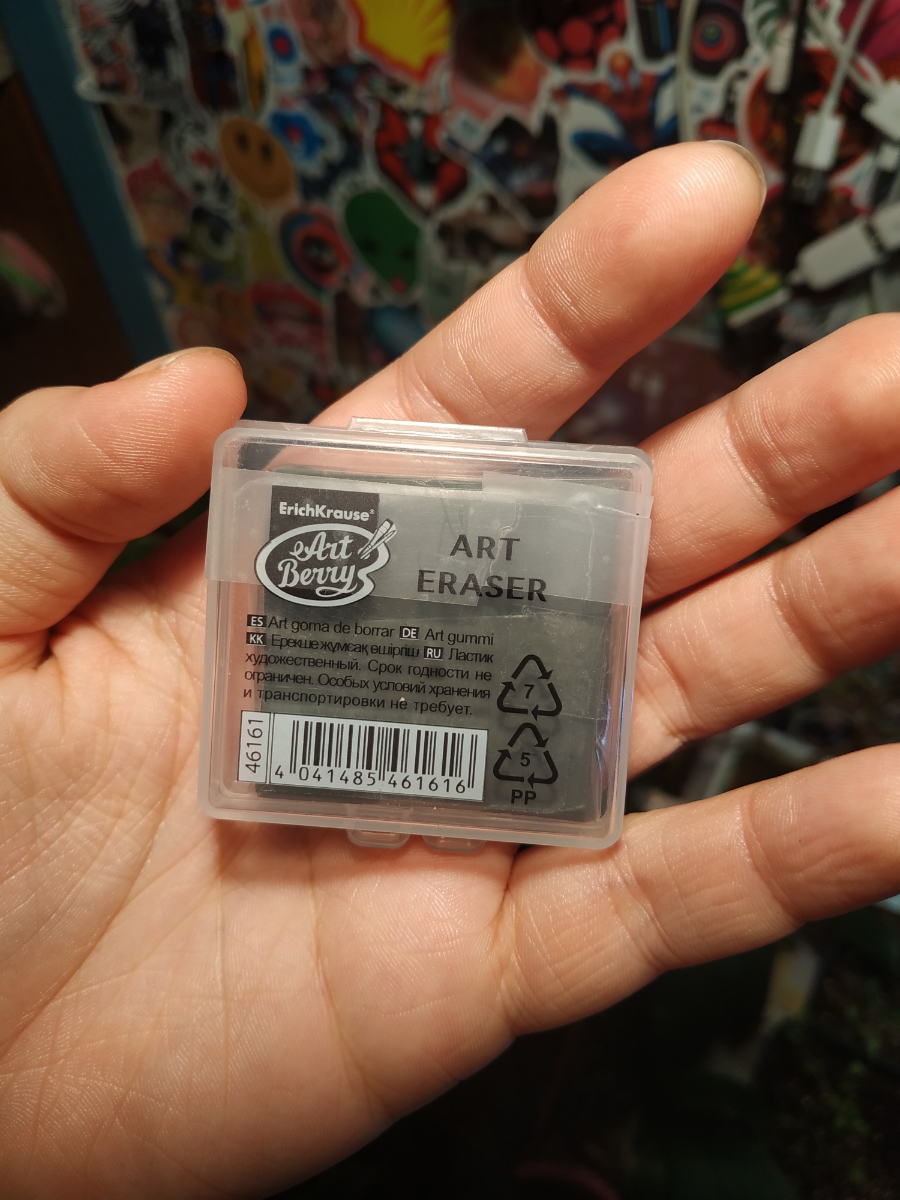 ErichKrause®
Art
Berry
ART
ERASER
ES Art goma de borrar DE Art gummi
KK Ерекше жұмсақ өшіргіш RU Ластик
художественный. Срок годности не
ограничен. Особых условий хранения
и транспортировки не требует.
46161
4 041485 461616
7
5
PP